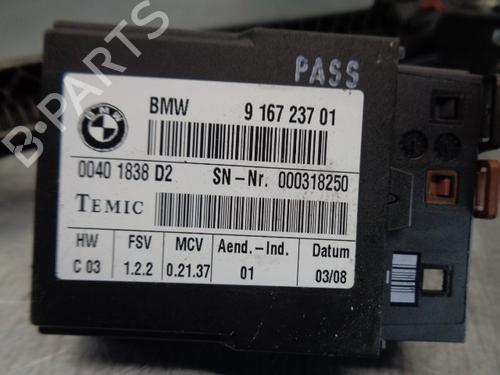 PASS
BMW
BMW 9 167 237 01
0040 1838 D2 SN-Nr. 000318250
TEMIC
HW FSV MCV Aend.-Ind. Datum
C 03 1.2.2 0.21.37 01 03/08
B-PARTS